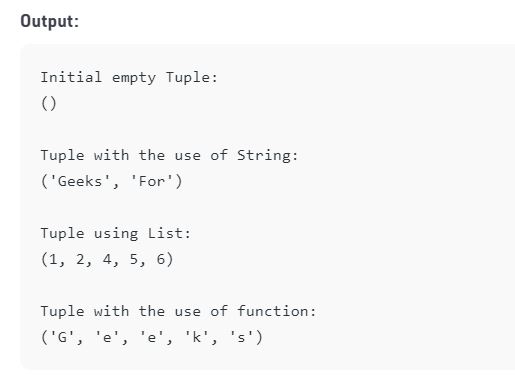 Output:
Initial empty Tuple:
()
Tuple with the use of String:
('Geeks', 'For')
Tuple using List:
(1, 2, 4, 5, 6)
Tuple with the use of function:
('G', 'e', 'e', 'k', 's')